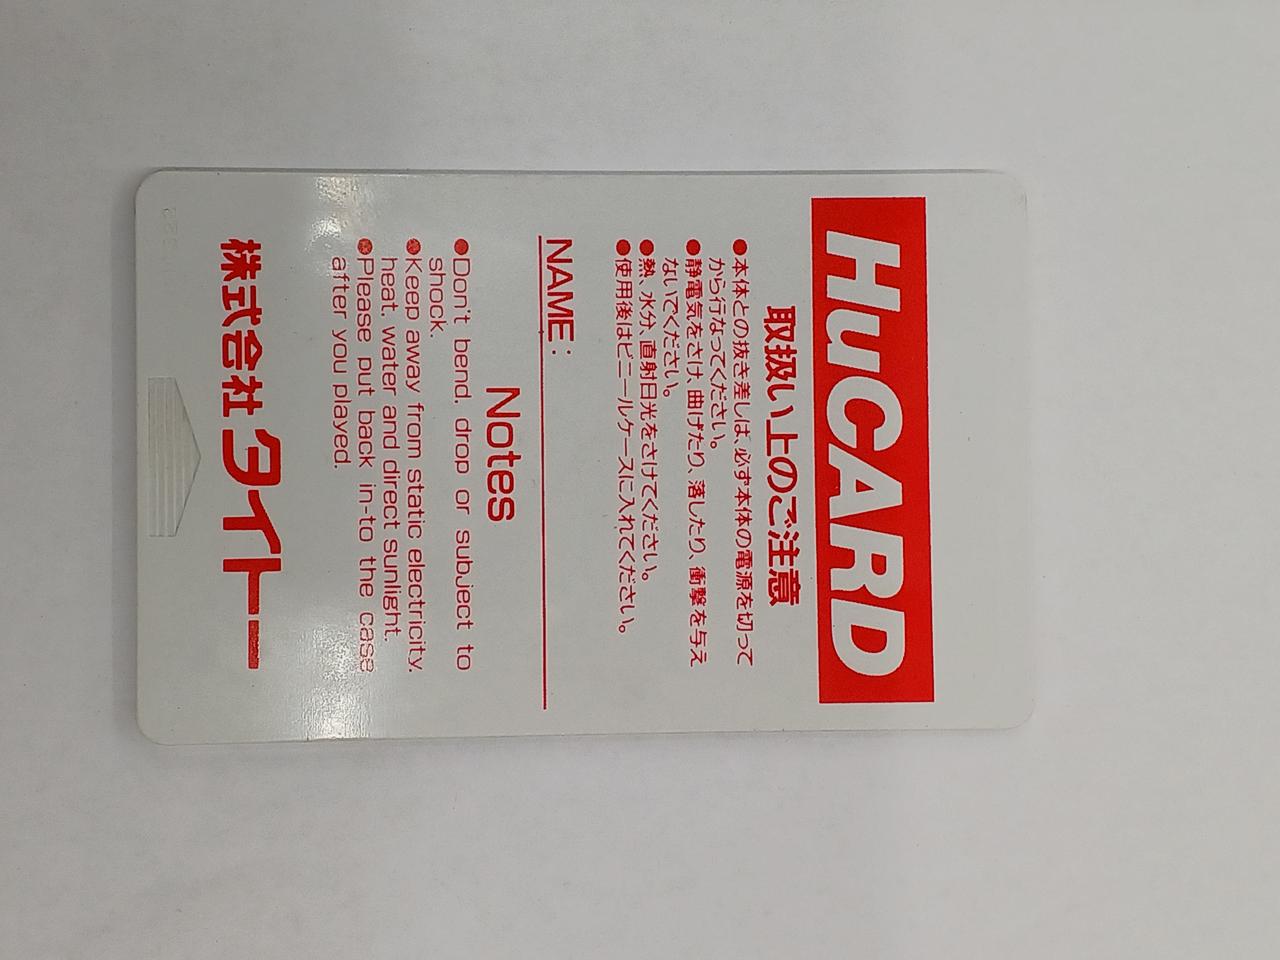 HuCARD
取扱い上のご注意
●本体との抜き差しは、必ず本体の電源を切って
から行なってください。
●静電気をさけ、曲げたり、落したり、衝撃を与え
ないでください。
●熱、水分、直射日光をさけてください。
●使用後はビニールケースに入れてください。
NAME:
Notes
●Don't bend, drop or subject to
shock.
●Keep away from static electricity,
heat, water and direct sunlight.
●Please put back in-to the case
after you played.
株式会社タイトー